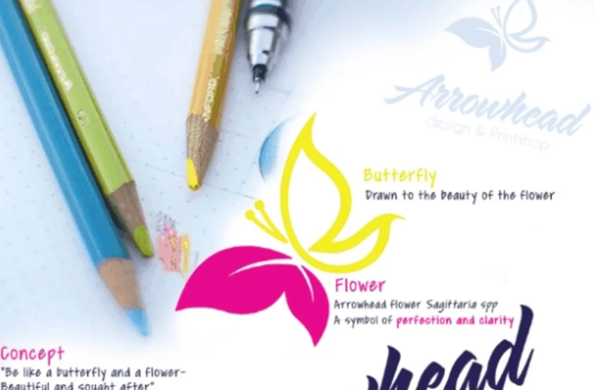 Arrowhead
design & Printshop
Butterfly
Drawn to the beauty of the flower
Flower
Arrowhead flower Sagittaria spp
A symbol of perfection and clarity
head
Concept
"Be like a butterfly and a flower-
Beautiful and sought after"